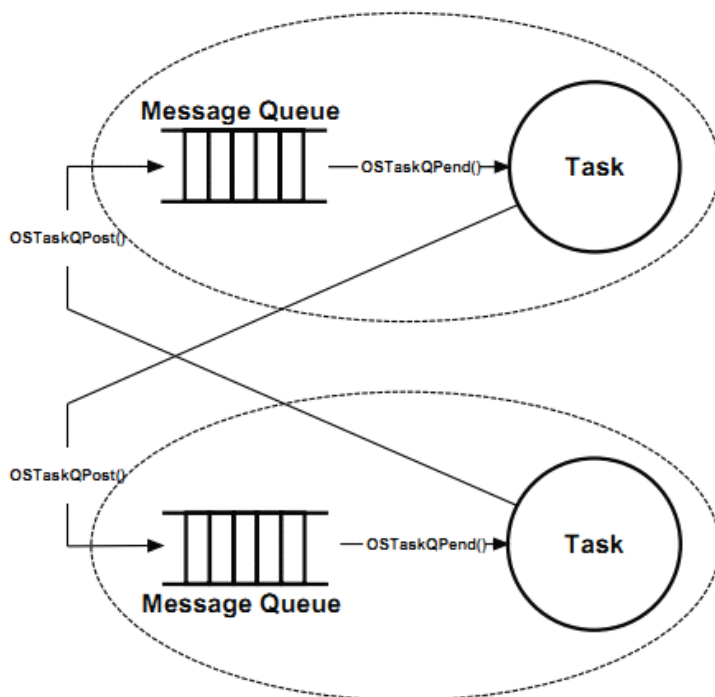 Message Queue
OSTaskQPend()
Task
OSTaskQPost()
OSTaskQPost()
OSTaskQPend()
Task
Message Queue